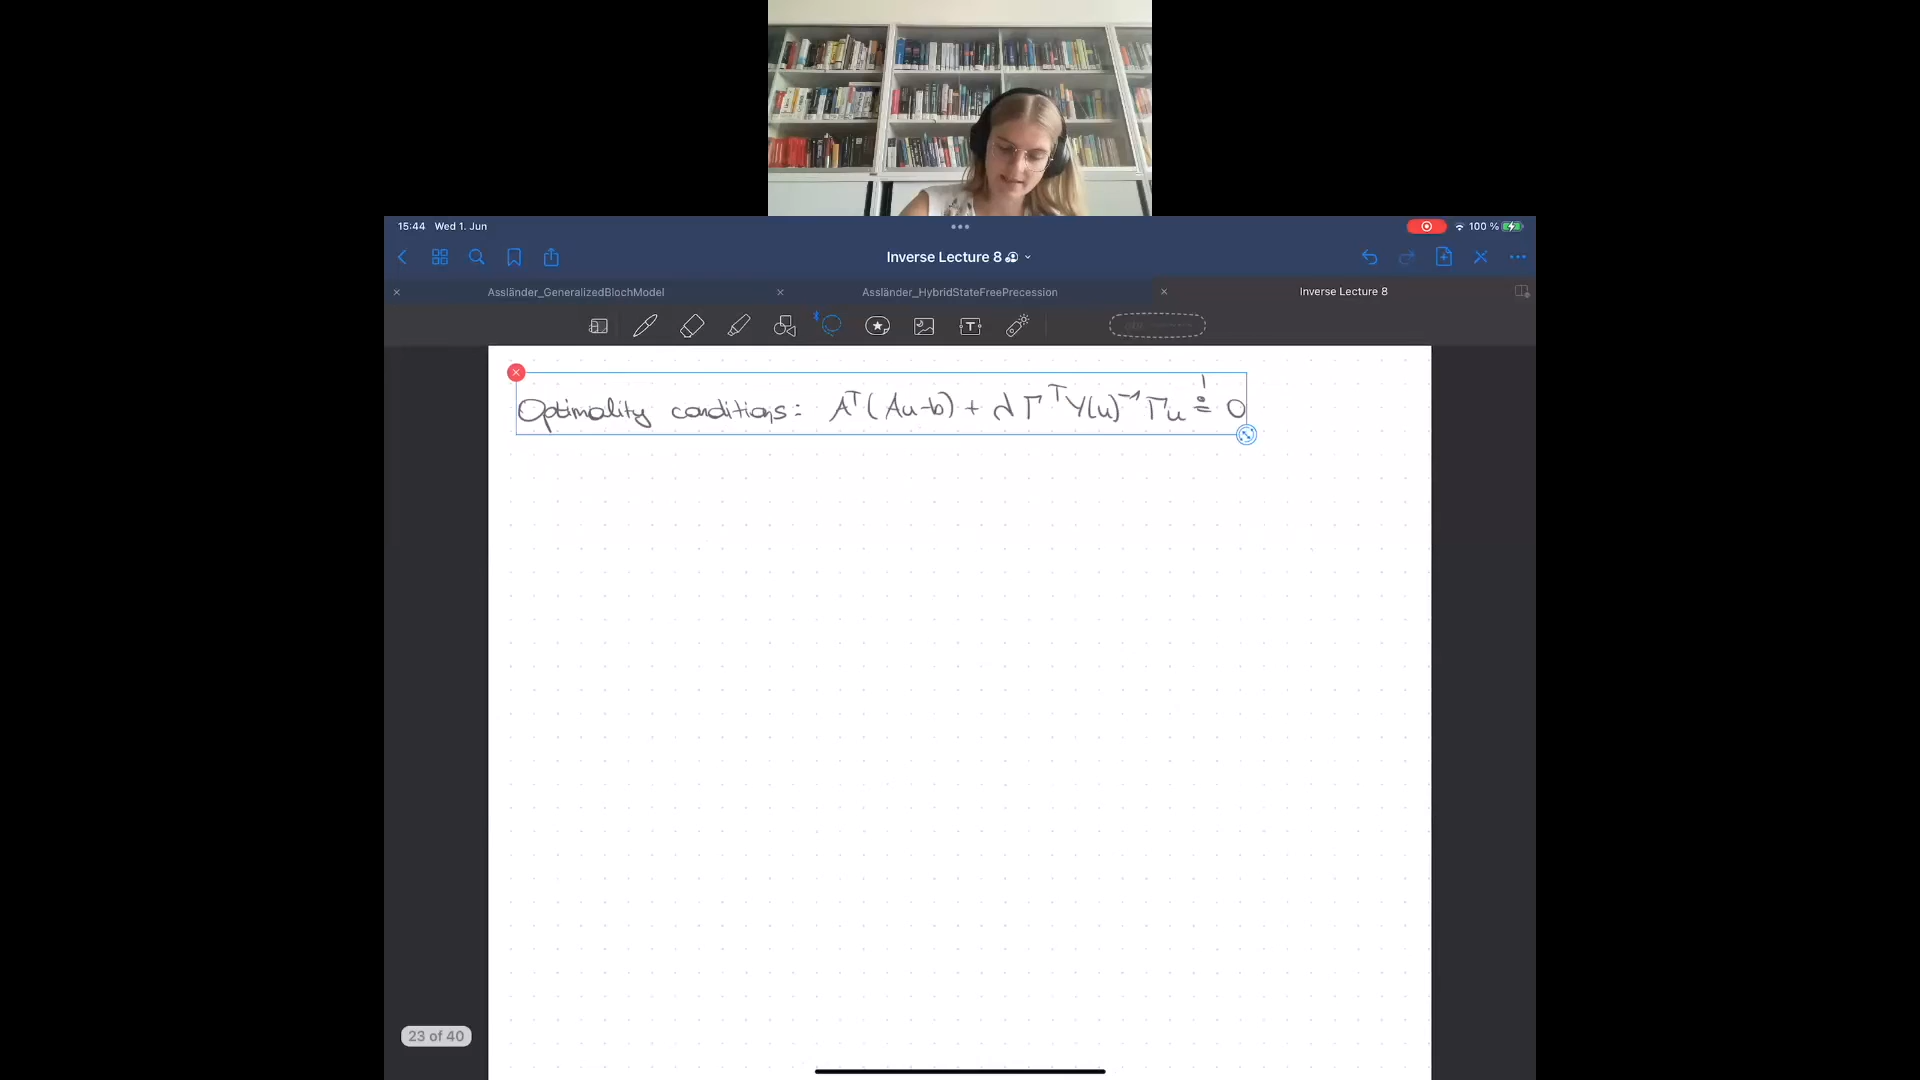 15:44 Wed 1. Jun
100 %
Inverse Lecture 8
Assländer_GeneralizedBlochModel
Assländer_HybridStateFreePrecession
Inverse Lecture 8
Optimality conditions: Aᵀ(Au-b) + λ Γᵀ Y(u)⁻¹ Γu ≐! 0
23 of 40